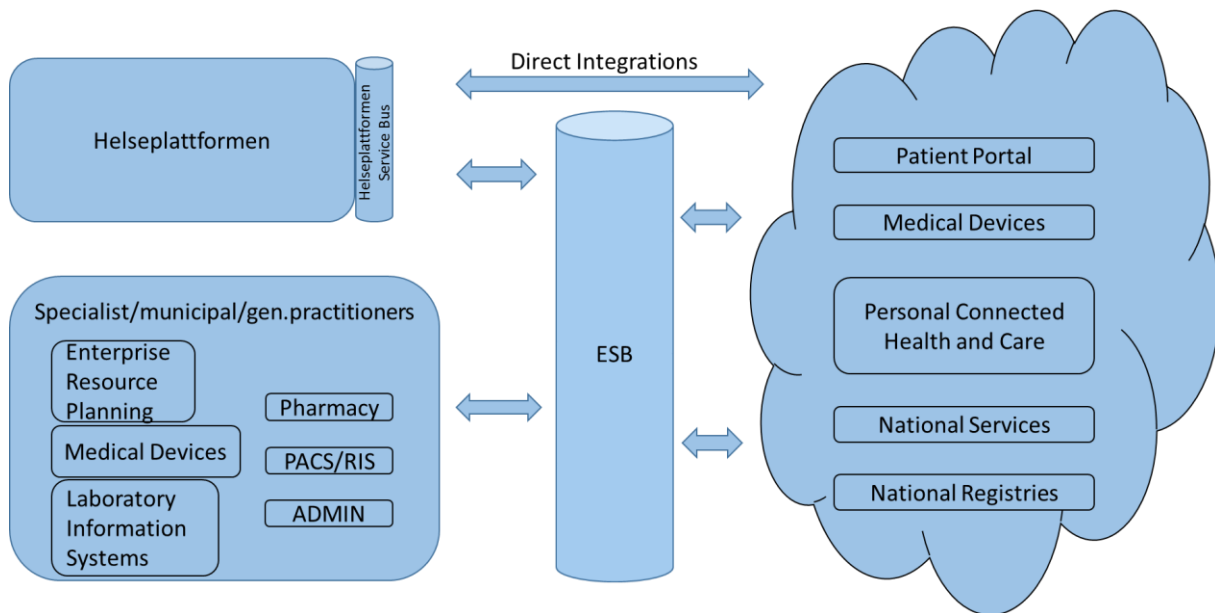 Direct Integrations
Helseplattformen
Helseplattformen
Service Bus
Specialist/municipal/gen.practitioners
Enterprise
Resource
Planning
Medical Devices
Laboratory
Information
Systems
Pharmacy
PACS/RIS
ADMIN
ESB
Patient Portal
Medical Devices
Personal Connected
Health and Care
National Services
National Registries